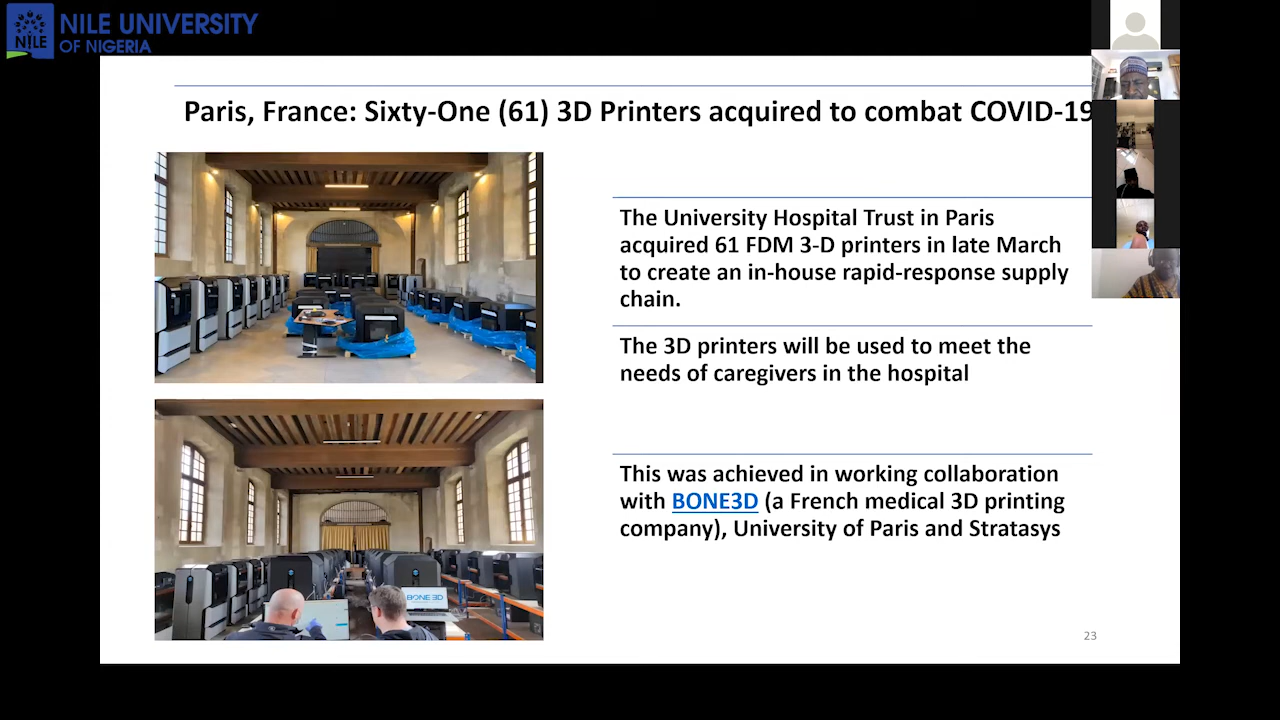 NILE UNIVERSITY
OF NIGERIA
NILE
Paris, France: Sixty-One (61) 3D Printers acquired to combat COVID-19
The University Hospital Trust in Paris
acquired 61 FDM 3-D printers in late March
to create an in-house rapid-response supply
chain.
The 3D printers will be used to meet the
needs of caregivers in the hospital
This was achieved in working collaboration
with BONE3D (a French medical 3D printing
company), University of Paris and Stratasys
BONE 3D
23